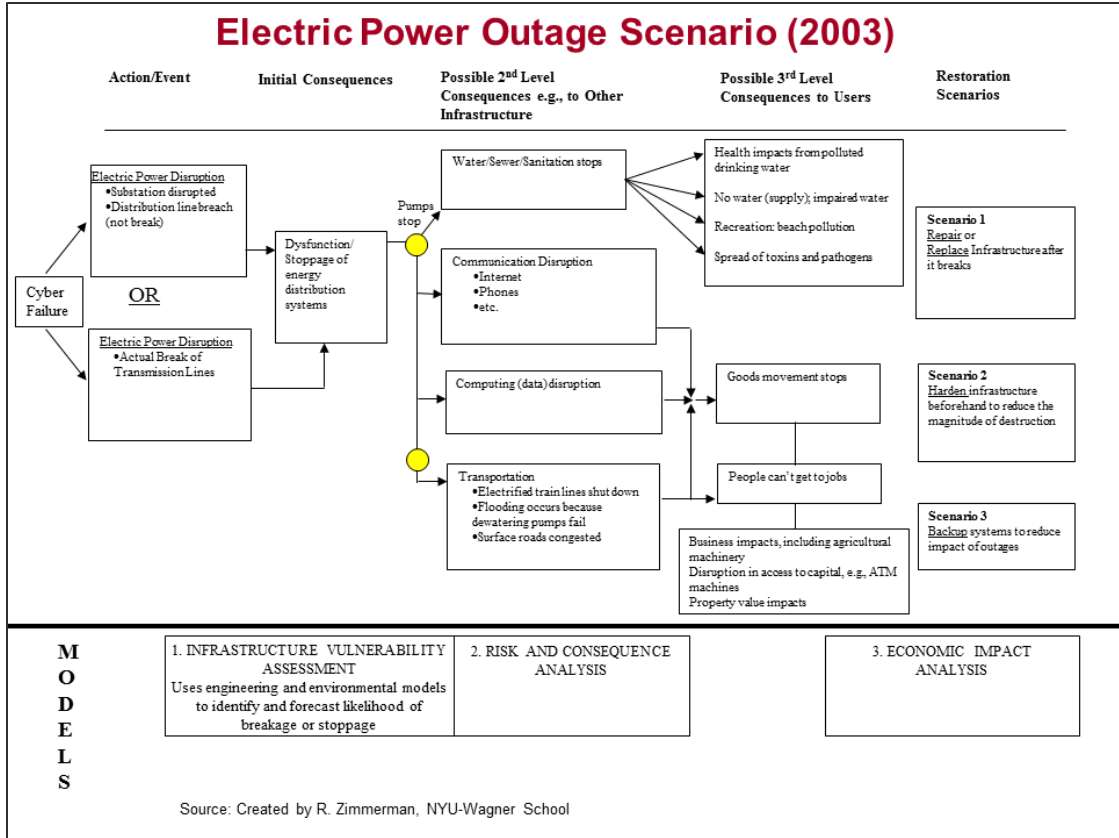 Electric Power Outage Scenario (2003)
Action/Event
Initial Consequences
Possible 2nd Level
Consequences e.g., to Other
Infrastructure
Possible 3rd Level
Consequences to Users
Restoration
Scenarios
Cyber
Failure
Electric Power Disruption
•Substation disrupted
•Distribution line breach
(not break)
OR
Electric Power Disruption
•Actual Break of
Transmission Lines
Dysfunction/
Stoppage of
energy
distribution
systems
Pumps
stop
Water/Sewer/Sanitation stops
Communication Disruption
•Internet
•Phones
•etc.
Computing (data) disruption
Transportation
•Electrified train lines shut down
•Flooding occurs because
dewatering pumps fail
•Surface roads congested
Health impacts from polluted
drinking water
No water (supply); impaired water
Recreation: beach pollution
Spread of toxins and pathogens
Goods movement stops
People can't get to jobs
Business impacts, including agricultural
machinery
Disruption in access to capital, e.g., ATM
machines
Property value impacts
Scenario 1
Repair or
Replace Infrastructure after
it breaks
Scenario 2
Harden infrastructure
beforehand to reduce the
magnitude of destruction
Scenario 3
Backup systems to reduce
impact of outages
M
O
D
E
L
S
1. INFRASTRUCTURE VULNERABILITY
ASSESSMENT
Uses engineering and environmental models
to identify and forecast likelihood of
breakage or stoppage
2. RISK AND CONSEQUENCE
ANALYSIS
3. ECONOMIC IMPACT
ANALYSIS
Source: Created by R. Zimmerman, NYU-Wagner School